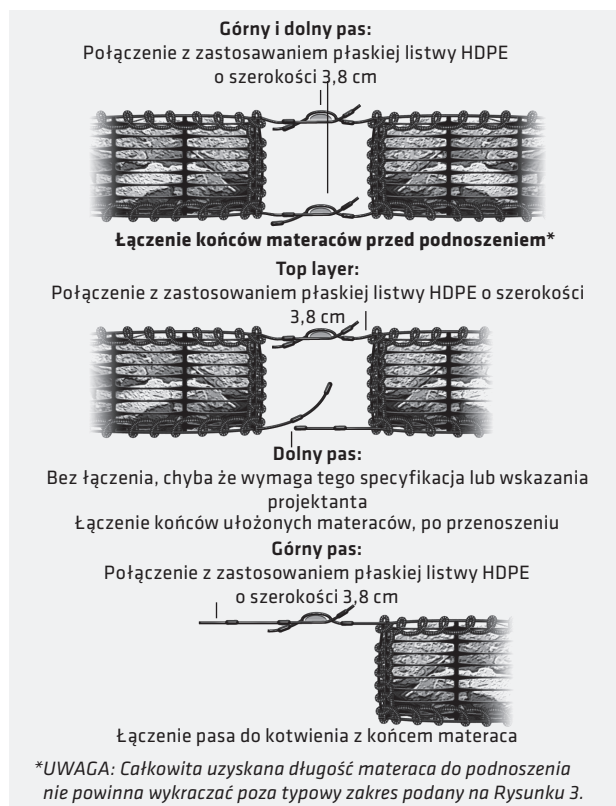 Górny i dolny pas:
Połączenie z zastosawaniem płaskiej listwy HDPE
o szerokości 3,8 cm
Łączenie końców materaców przed podnoszeniem*
Top layer:
Połączenie z zastosowaniem płaskiej listwy HDPE o szerokości
3,8 cm
Dolny pas:
Bez łączenia, chyba że wymaga tego specyfikacja lub wskazania
projektanta
Łączenie końców ułożonych materaców, po przenoszeniu
Górny pas:
Połączenie z zastosowaniem płaskiej listwy HDPE
o szerokości 3,8 cm
Łączenie pasa do kotwienia z końcem materaca
*UWAGA: Całkowita uzyskana długość materaca do podnoszenia
nie powinna wykraczać poza typowy zakres podany na Rysunku 3.